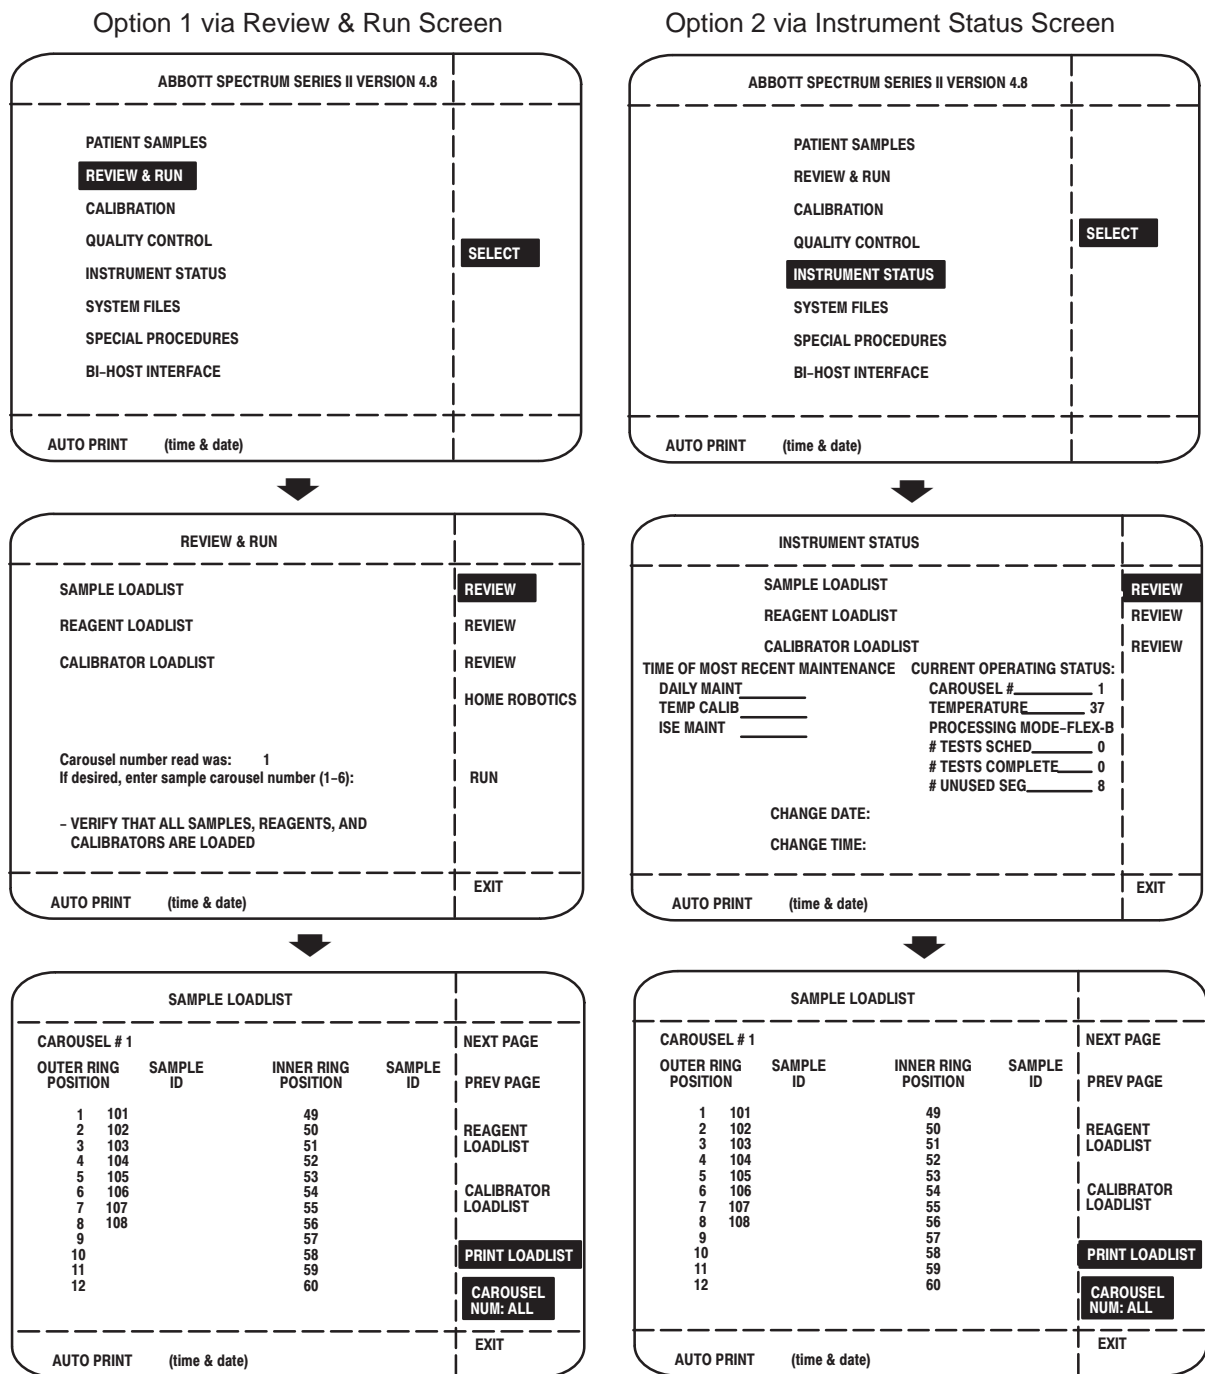 Option 1 via Review & Run Screen
ABBOTT SPECTRUM SERIES II VERSION 4.8
PATIENT SAMPLES
REVIEW & RUN
CALIBRATION
QUALITY CONTROL
SELECT
INSTRUMENT STATUS
SYSTEM FILES
SPECIAL PROCEDURES
BI-HOST INTERFACE
AUTO PRINT (time & date)
REVIEW & RUN
SAMPLE LOADLIST REVIEW
REAGENT LOADLIST REVIEW
CALIBRATOR LOADLIST REVIEW
HOME ROBOTICS
Carousel number read was: 1
If desired, enter sample carousel number (1-6): RUN
- VERIFY THAT ALL SAMPLES, REAGENTS, AND
CALIBRATORS ARE LOADED
EXIT
AUTO PRINT (time & date)
SAMPLE LOADLIST
CAROUSEL # 1 NEXT PAGE
OUTER RING SAMPLE INNER RING SAMPLE
POSITION ID POSITION ID PREV PAGE
1 101 49
2 102 50 REAGENT
3 103 51 LOADLIST
4 104 52
5 105 53
6 106 54 CALIBRATOR
7 107 55 LOADLIST
8 108 56
9 57
10 58 PRINT LOADLIST
11 59
12 60 CAROUSEL
NUM: ALL
EXIT
AUTO PRINT (time & date)
Option 2 via Instrument Status Screen
ABBOTT SPECTRUM SERIES II VERSION 4.8
PATIENT SAMPLES
REVIEW & RUN
CALIBRATION
SELECT
QUALITY CONTROL
INSTRUMENT STATUS
SYSTEM FILES
SPECIAL PROCEDURES
BI-HOST INTERFACE
AUTO PRINT (time & date)
INSTRUMENT STATUS
SAMPLE LOADLIST REVIEW
REAGENT LOADLIST REVIEW
CALIBRATOR LOADLIST REVIEW
TIME OF MOST RECENT MAINTENANCE CURRENT OPERATING STATUS:
DAILY MAINT CAROUSEL # 1
TEMP CALIB TEMPERATURE 37
ISE MAINT PROCESSING MODE-FLEX-B
# TESTS SCHED 0
# TESTS COMPLETE 0
# UNUSED SEG 8
CHANGE DATE:
CHANGE TIME:
EXIT
AUTO PRINT (time & date)
SAMPLE LOADLIST
CAROUSEL # 1 NEXT PAGE
OUTER RING SAMPLE INNER RING SAMPLE
POSITION ID POSITION ID PREV PAGE
1 101 49
2 102 50 REAGENT
3 103 51 LOADLIST
4 104 52
5 105 53
6 106 54 CALIBRATOR
7 107 55 LOADLIST
8 108 56
9 57
10 58 PRINT LOADLIST
11 59
12 60 CAROUSEL
NUM: ALL
EXIT
AUTO PRINT (time & date)